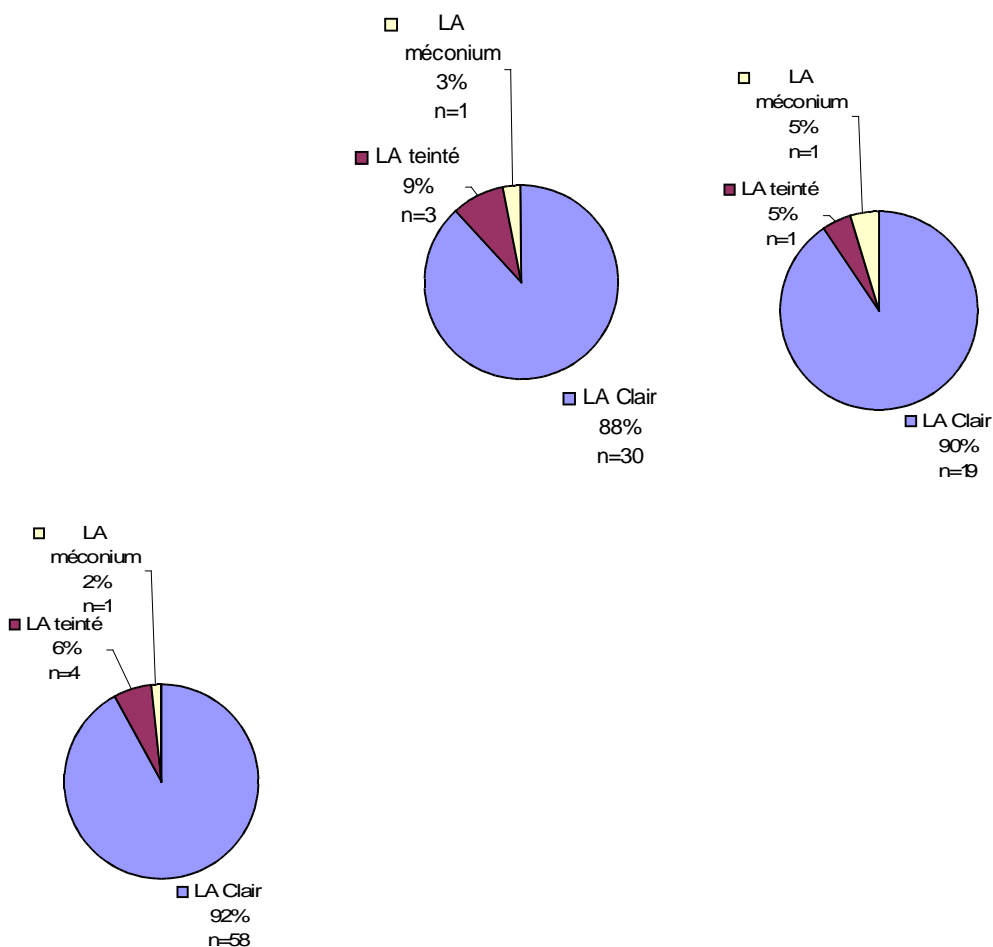 LA
méconium
3%
n=1
LA teinté
9%
n=3
LA Clair
88%
n=30
LA
méconium
5%
n=1
LA teinté
5%
n=1
LA Clair
90%
n=19
LA
méconium
2%
n=1
LA teinté
6%
n=4
LA Clair
92%
n=58